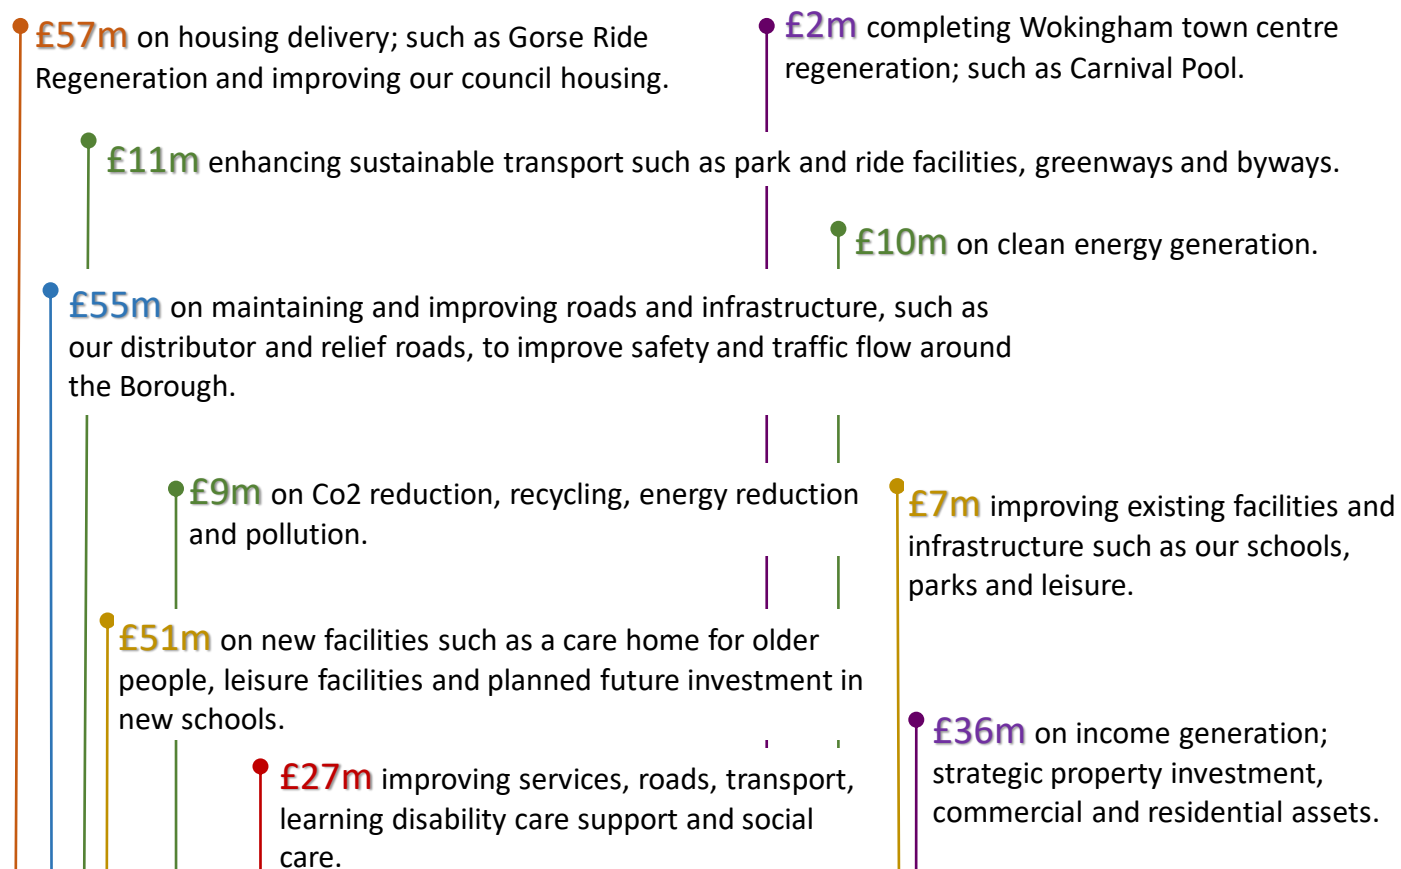 £57m on housing delivery; such as Gorse Ride
Regeneration and improving our council housing.
£2m completing Wokingham town centre
regeneration; such as Carnival Pool.
£11m enhancing sustainable transport such as park and ride facilities, greenways and byways.
£10m on clean energy generation.
£55m on maintaining and improving roads and infrastructure, such as
our distributor and relief roads, to improve safety and traffic flow around
the Borough.
£9m on Co2 reduction, recycling, energy reduction
and pollution.
£7m improving existing facilities and
infrastructure such as our schools,
parks and leisure.
£51m on new facilities such as a care home for older
people, leisure facilities and planned future investment in
new schools.
£36m on income generation;
strategic property investment,
commercial and residential assets.
£27m improving services, roads, transport,
learning disability care support and social
care.